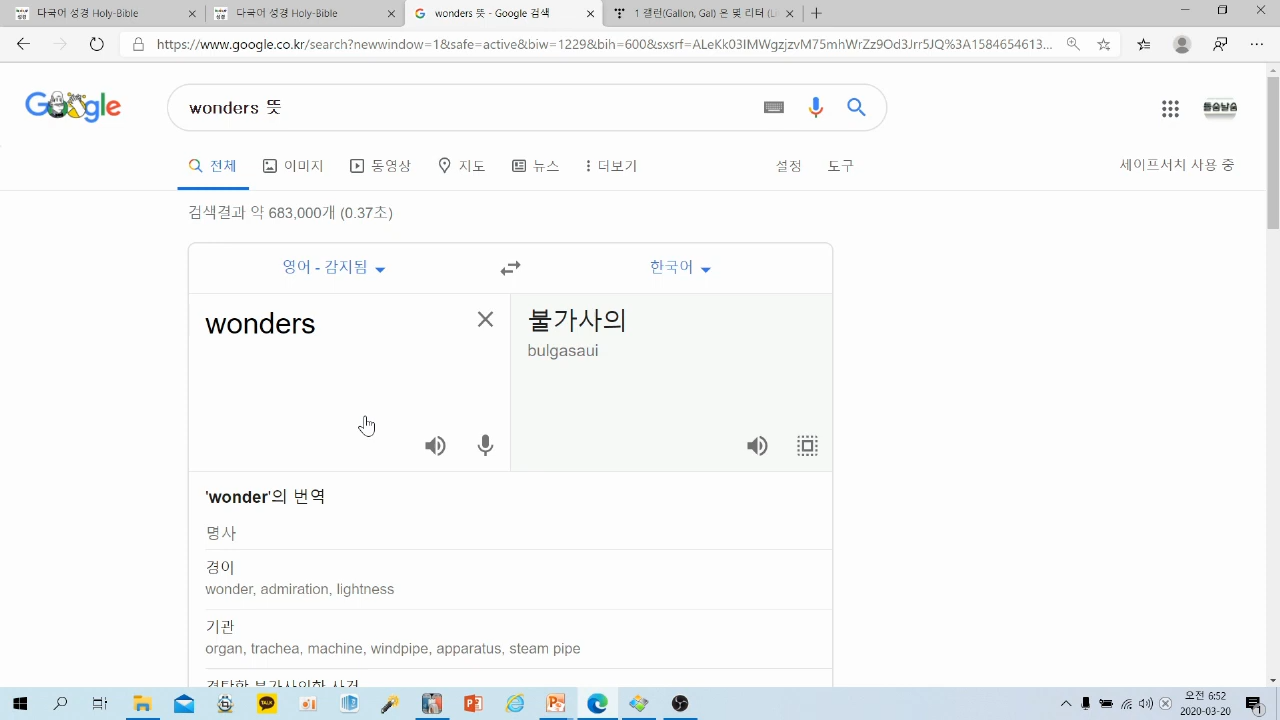 다국어 성경 Holy-Bible
다국어 성경 Holy-Bible
wonders 뜻 - Google 검색
1 갤런(Gallon, Gal) 은 몇 리터 (Li
https://www.google.co.kr/search?newwindow=1&safe=active&biw=1229&bih=600&sxsrf=ALeKk03IMWgzjzvM75mhWrZz9Od3Jrr5JQ%3A1584654613...
Google
wonders 뜻
전체
이미지
동영상
지도
뉴스
더보기
설정
도구
세이프서치 사용 중
검색결과 약 683,000개 (0.37초)
영어 - 감지됨
한국어
wonders
불가사의
bulgasaui
'wonder'의 번역
명사
경이
wonder, admiration, lightness
기관
organ, trachea, machine, windpipe, apparatus, steam pipe
오전 6:52
2020-03-20